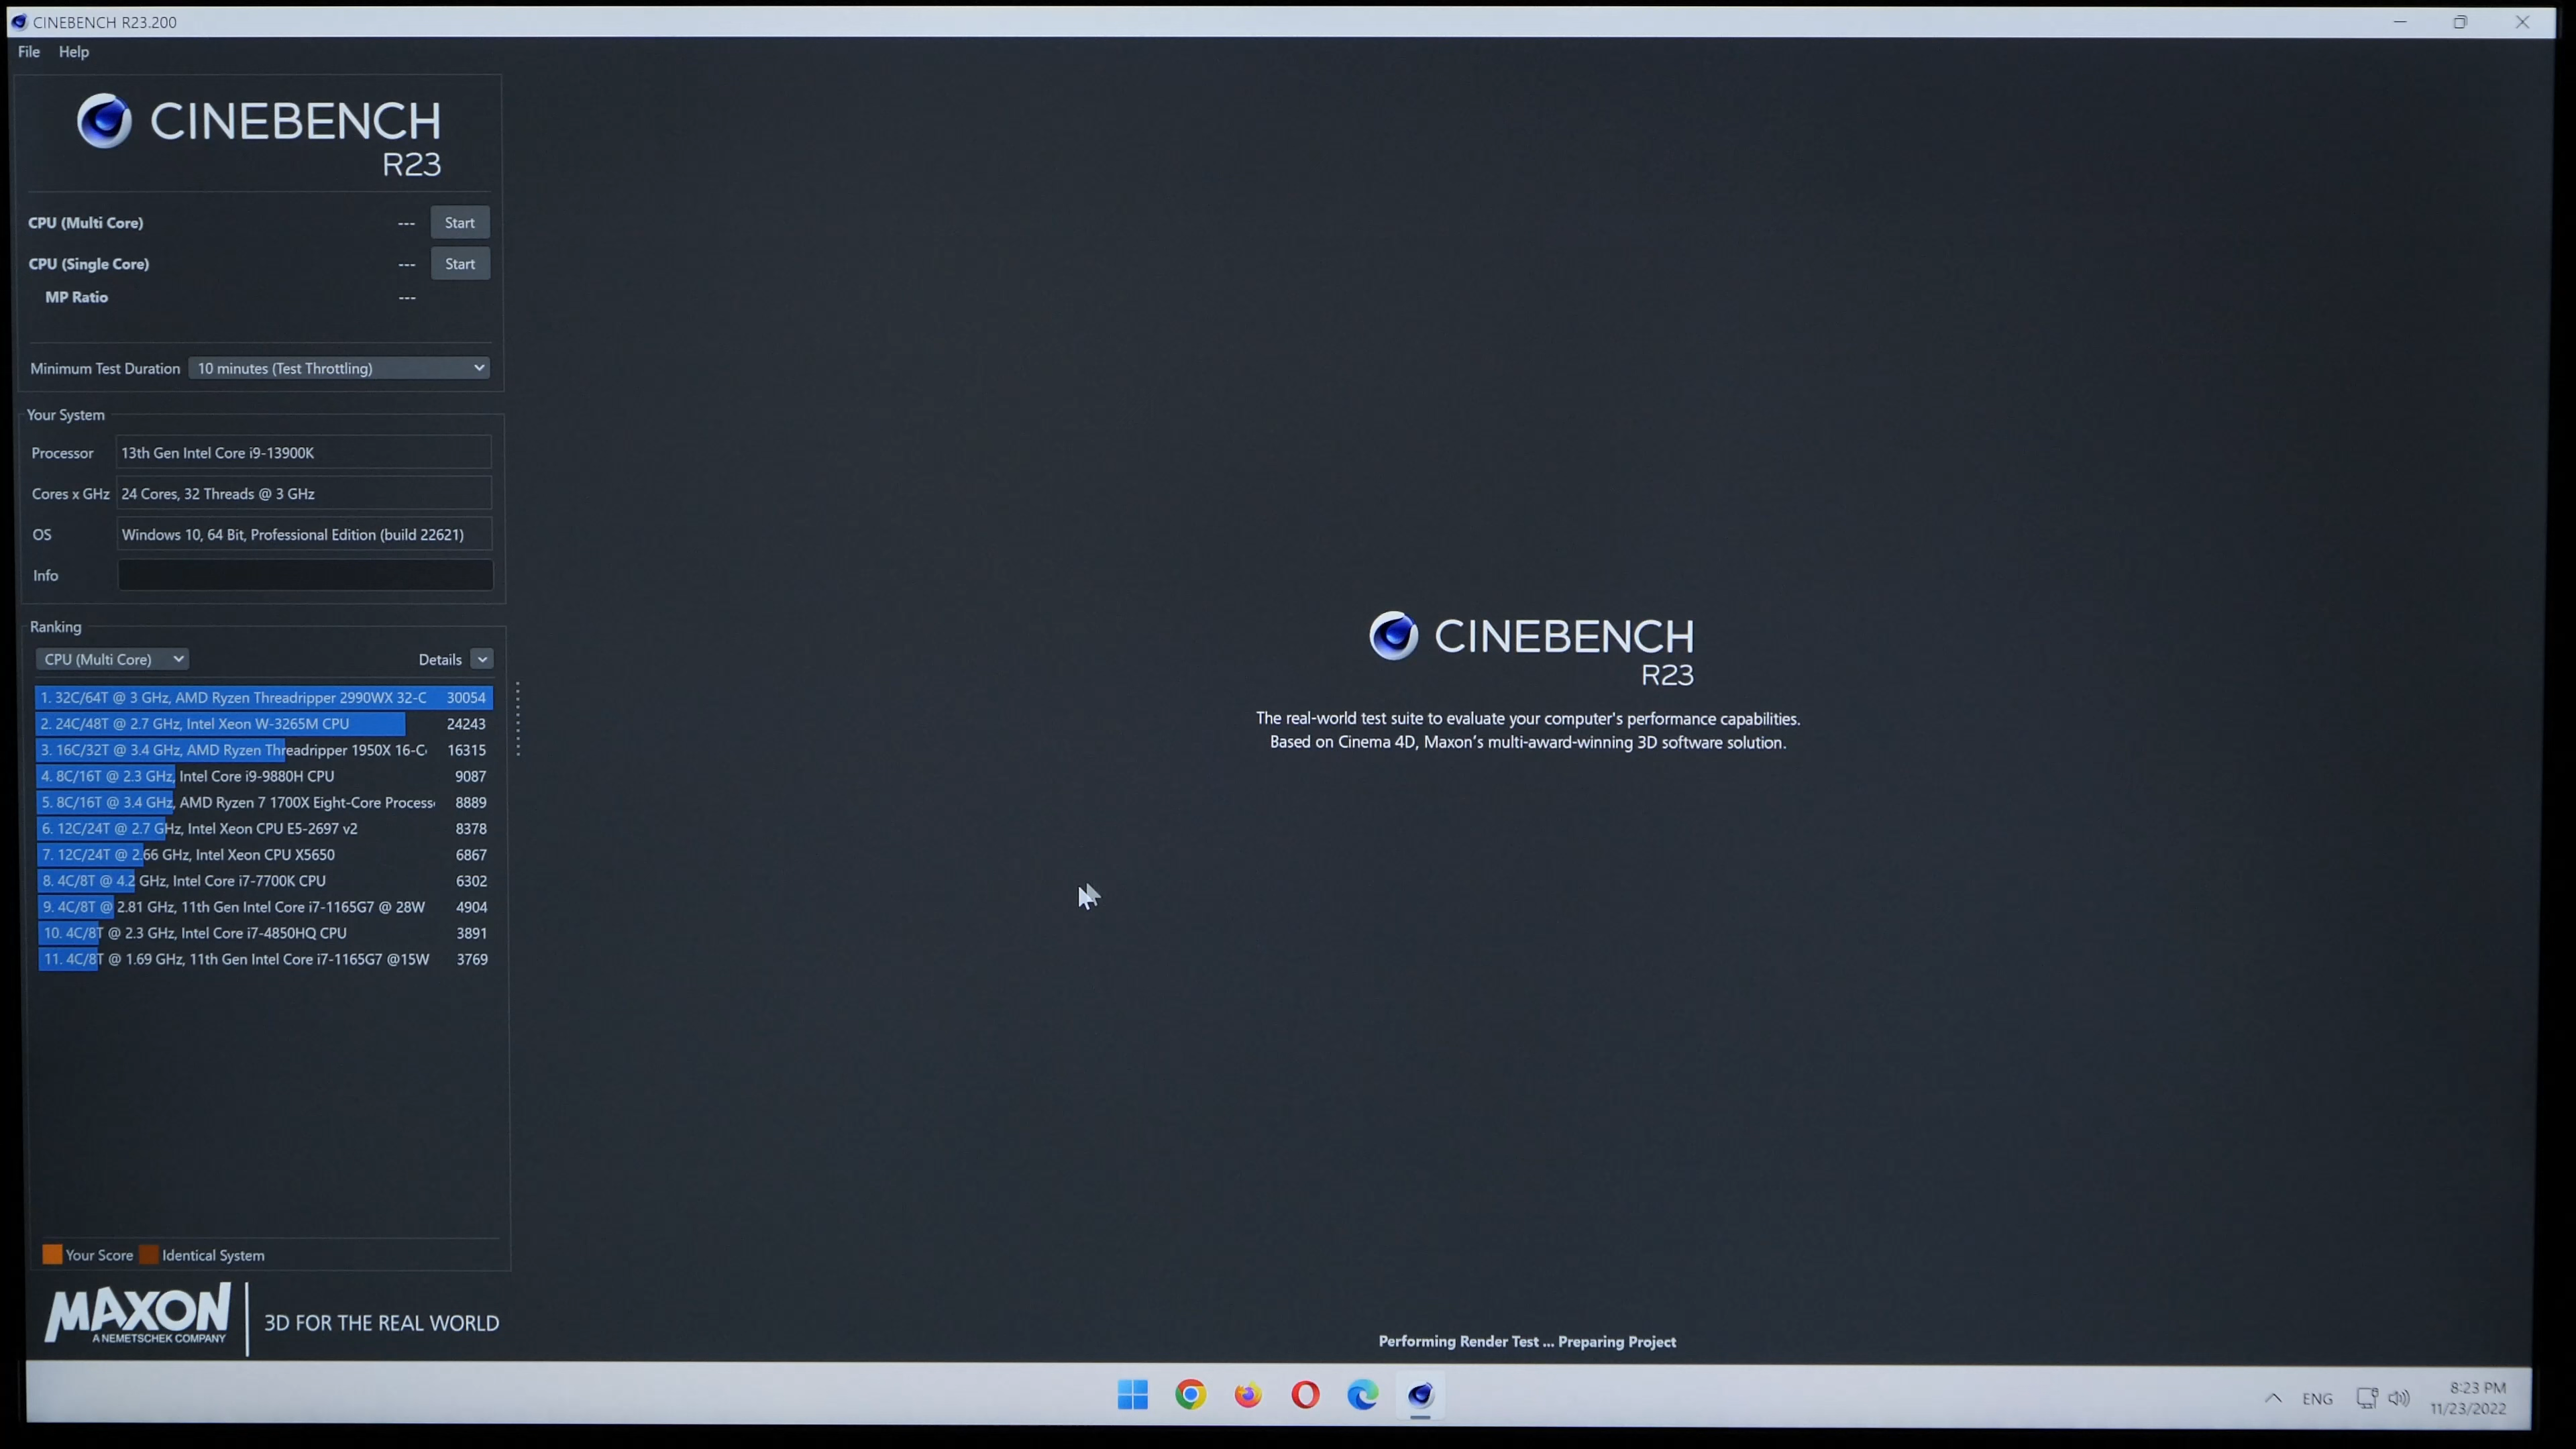 CINEBENCH R23.200
File Help
CINEBENCH
R23
CPU (Multi Core) --- Start
CPU (Single Core) --- Start
MP Ratio ---
Minimum Test Duration 10 minutes (Test Throttling)
Your System
Processor 13th Gen Intel Core i9-13900K
Cores x GHz 24 Cores, 32 Threads @ 3 GHz
OS Windows 10, 64 Bit, Professional Edition (build 22621)
Info
Ranking
CPU (Multi Core) Details
1. 32C/64T @ 3 GHz, AMD Ryzen Threadripper 2990WX 32-C 30054
2. 24C/48T @ 2.7 GHz, Intel Xeon W-3265M CPU 24243
3. 16C/32T @ 3.4 GHz, AMD Ryzen Threadripper 1950X 16-C 16315
4. 8C/16T @ 2.3 GHz, Intel Core i9-9880H CPU 9087
5. 8C/16T @ 3.4 GHz, AMD Ryzen 7 1700X Eight-Core Process 8889
6. 12C/24T @ 2.7 GHz, Intel Xeon CPU E5-2697 v2 8378
7. 12C/24T @ 2.66 GHz, Intel Xeon CPU X5650 6867
8. 4C/8T @ 4.2 GHz, Intel Core i7-7700K CPU 6302
9. 4C/8T @ 2.81 GHz, 11th Gen Intel Core i7-1165G7 @ 28W 4904
10. 4C/8T @ 2.3 GHz, Intel Core i7-4850HQ CPU 3891
11. 4C/8T @ 1.69 GHz, 11th Gen Intel Core i7-1165G7 @15W 3769
Your Score Identical System
MAXON
A NEMETSCHEK COMPANY
3D FOR THE REAL WORLD
CINEBENCH
R23
The real-world test suite to evaluate your computer's performance capabilities.
Based on Cinema 4D, Maxon's multi-award-winning 3D software solution.
Performing Render Test ... Preparing Project
ENG
8:23 PM
11/23/2022